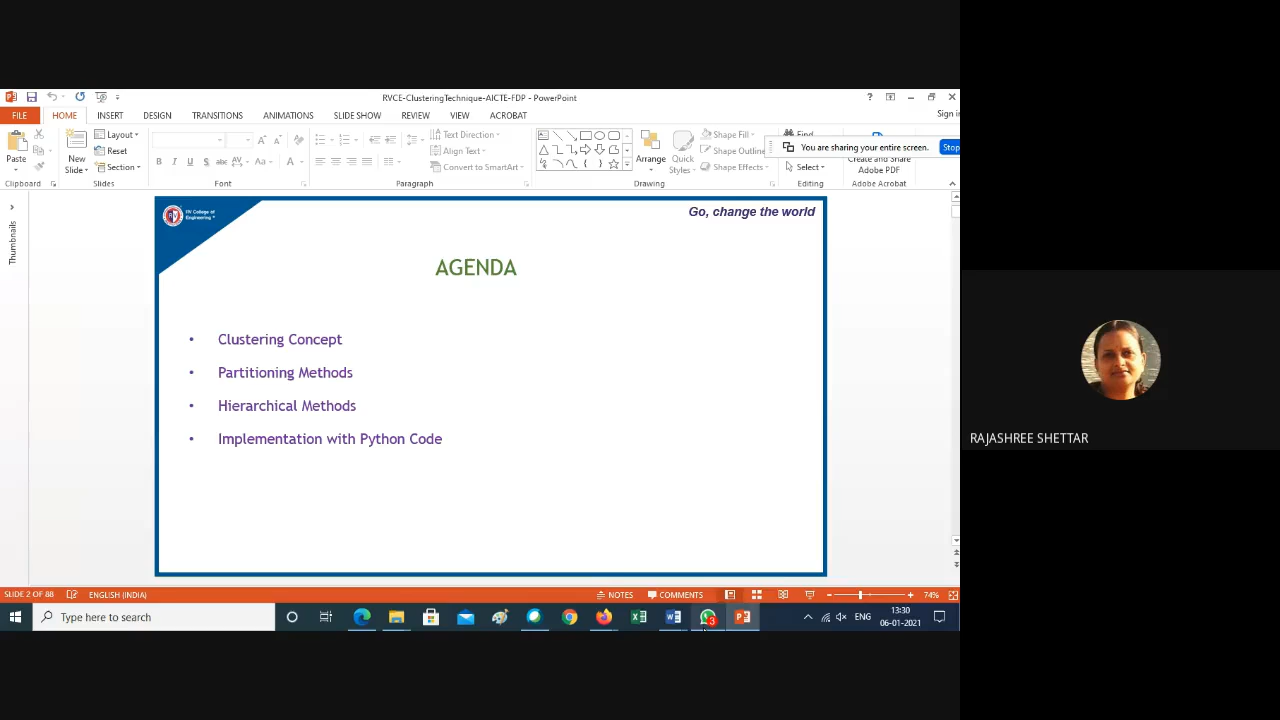 RVCE-ClusteringTechnique-AICTE-FDP - PowerPoint
Sign in
FILE HOME INSERT DESIGN TRANSITIONS ANIMATIONS SLIDE SHOW REVIEW VIEW ACROBAT
Paste
New
Slide
Layout
Reset
Section
Text Direction
Align Text
Convert to SmartArt
Arrange
Quick
Styles
Shape Fill
Shape Outline
Shape Effects
Find
Select
You are sharing your entire screen.
Stop
Create and Share
Adobe PDF
Clipboard Slides Font Paragraph Drawing Editing Adobe Acrobat
Thumbnails
RV College of
Engineering
Go, change the world
AGENDA
• Clustering Concept
• Partitioning Methods
• Hierarchical Methods
• Implementation with Python Code
RAJASHREE SHETTAR
SLIDE 2 OF 88 ENGLISH (INDIA) NOTES COMMENTS 74%
Type here to search
3
ENG
13:30
06-01-2021